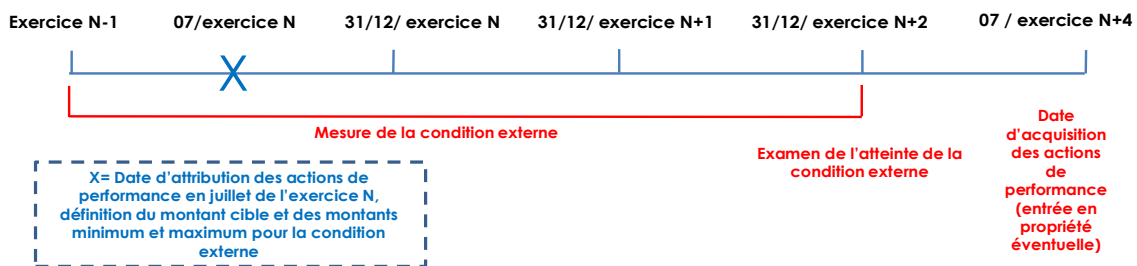 Exercice N-1 07/exercice N 31/12/ exercice N 31/12/ exercice N+1 31/12/ exercice N+2 07 / exercice N+4
X
Mesure de la condition externe
Examen de l'atteinte de la
condition externe
Date
d'acquisition
des actions
de
performance
(entrée en
propriété
éventuelle)
X= Date d'attribution des actions de
performance en juillet de l'exercice N,
définition du montant cible et des montants
minimum et maximum pour la condition
externe